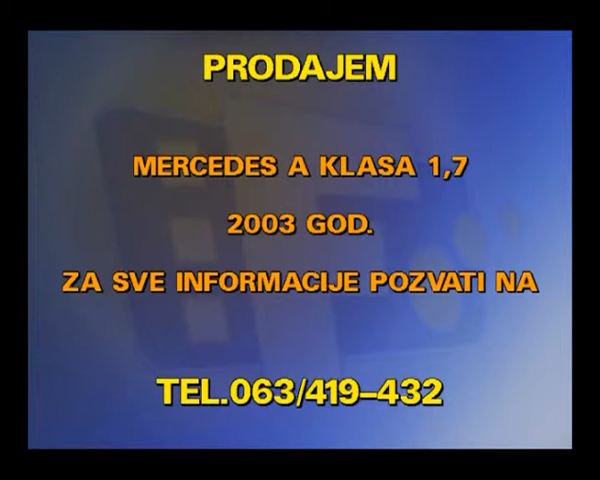 PRODAJEM
MERCEDES A KLASA 1,7
2003 GOD.
ZA SVE INFORMACIJE POZVATI NA
TEL.063/419-432